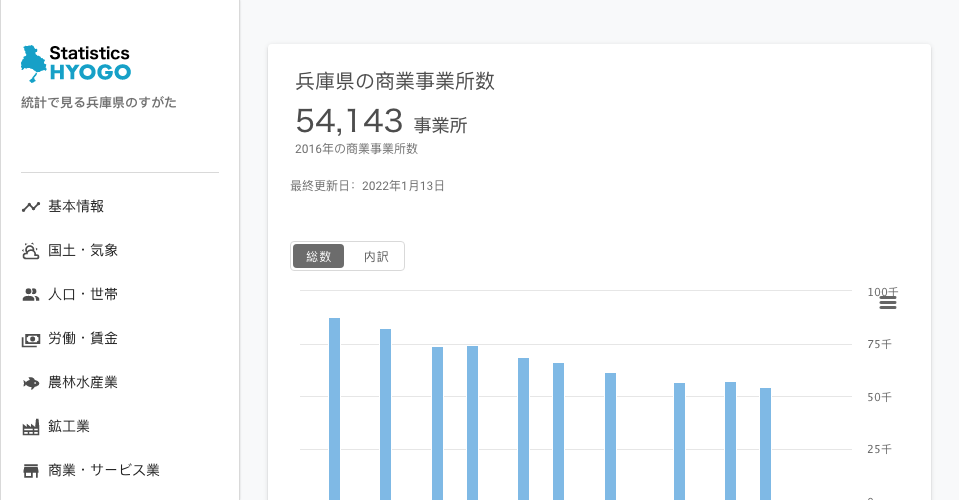 Statistics
HYOGO
統計で見る兵庫県のすがた
基本情報
国土・気象
人口・世帯
労働・賃金
農林水産業
鉱工業
商業・サービス業
兵庫県の商業事業所数
54,143 事業所
2016年の商業事業所数
最終更新日: 2022年1月13日
総数 内訳
100千
75千
50千
25千